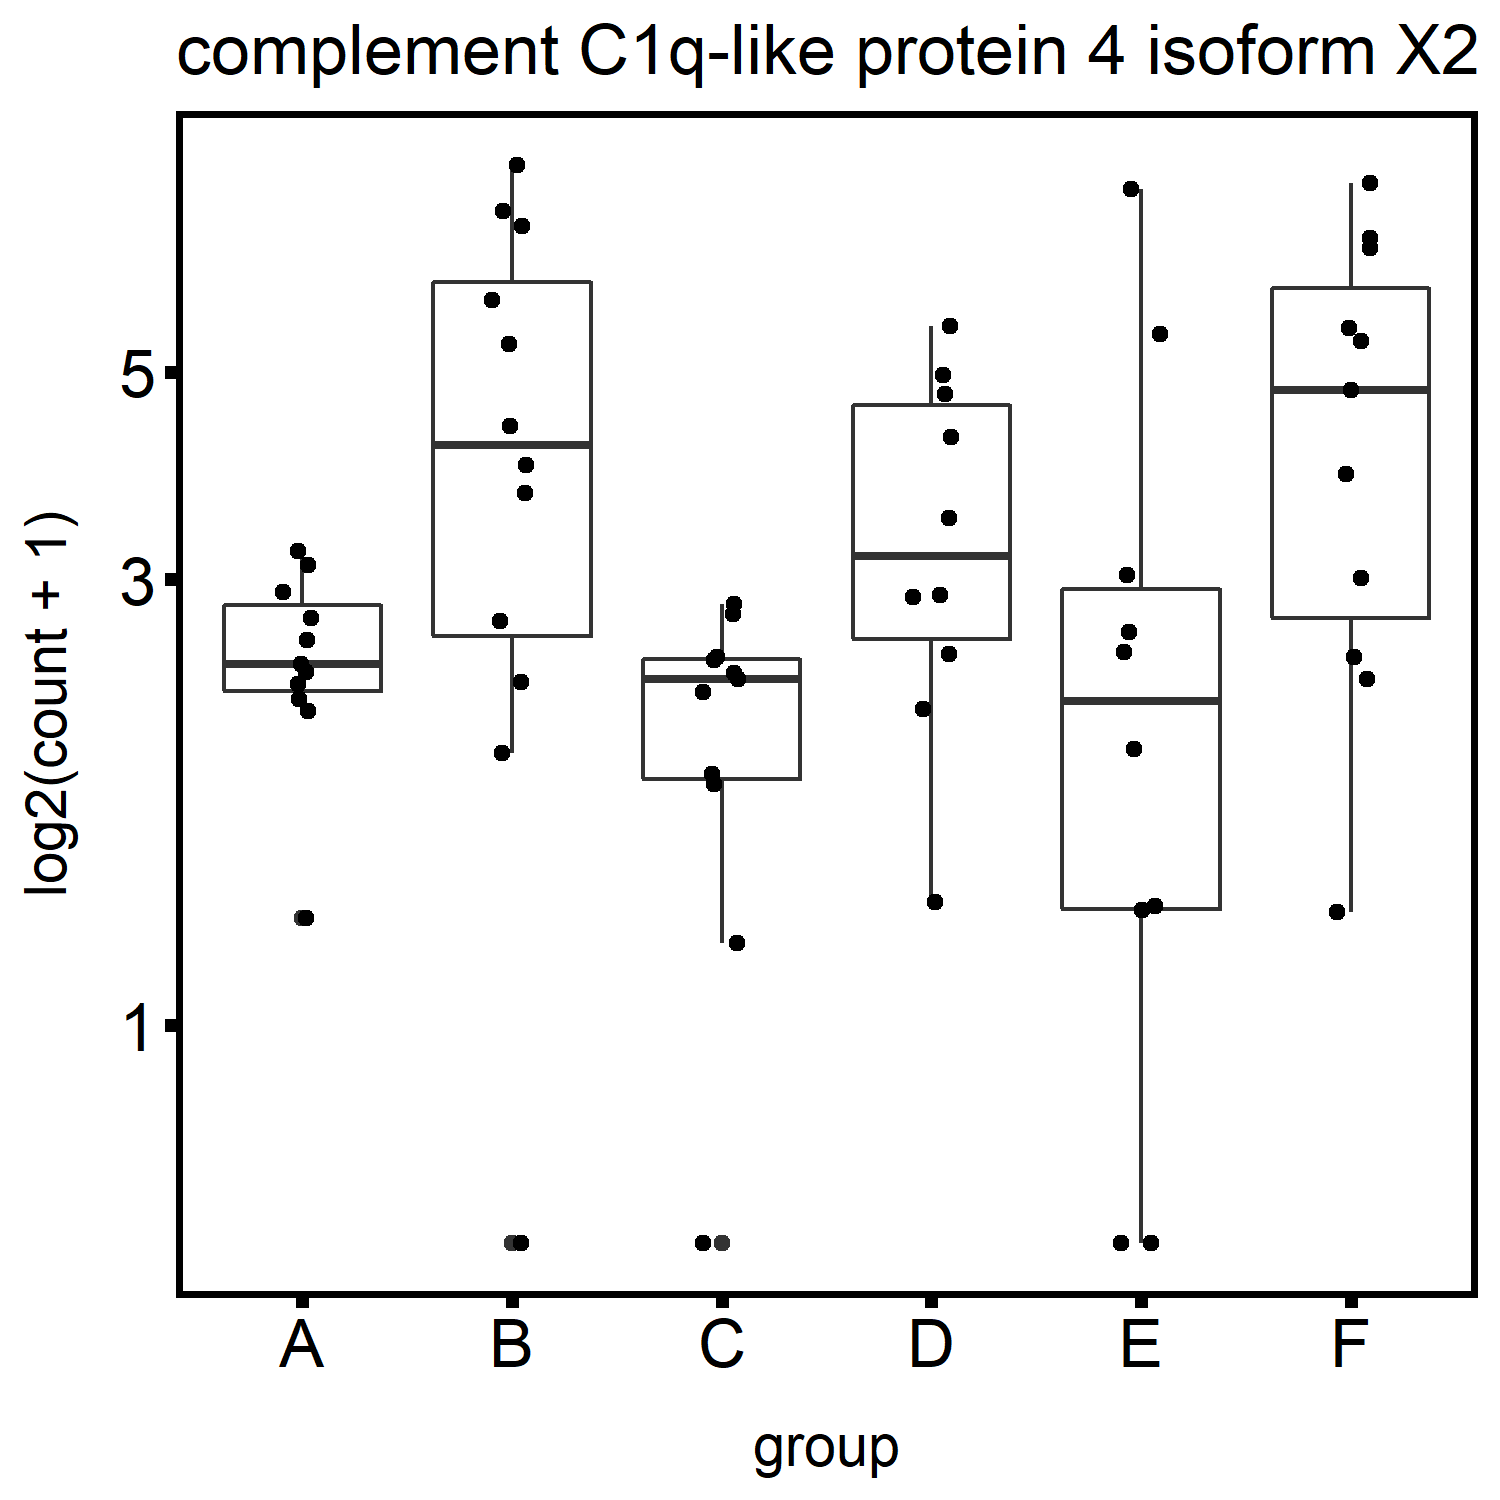 complement C1q-like protein 4 isoform X2
5
3
1
log2(count + 1)
A B C D E F
group